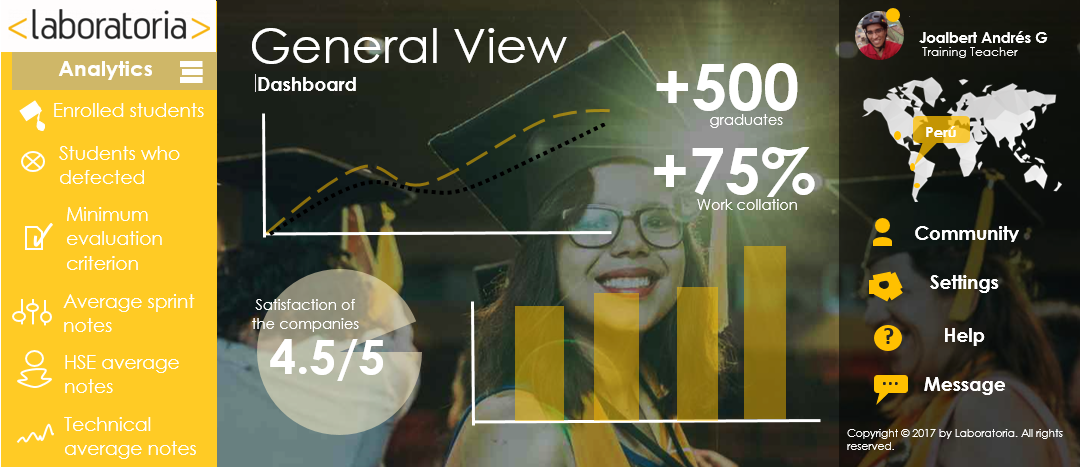 <laboratoria>
Analytics
Enrolled students
Students who
defected
Minimum
evaluation
criterion
Average sprint
notes
HSE average
notes
Technical
average notes
General View
Dashboard
+500
graduates
+75%
Work collation
Satisfaction of
the companies
4.5/5
Joalbert Andrés G
Training Teacher
Perú
Community
Settings
?
Help
Message
Copyright © 2017 by Laboratoria. All rights
reserved.